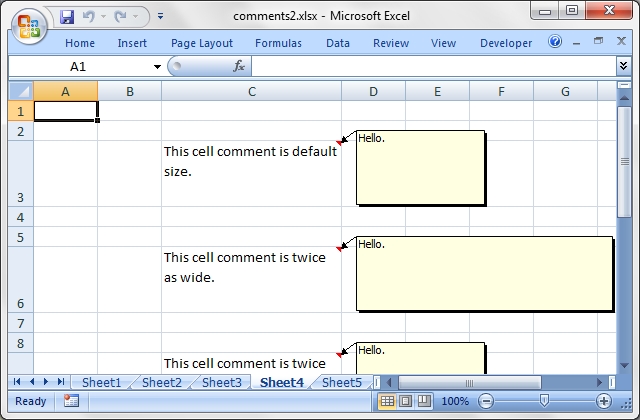 comments2.xlsx - Microsoft Excel
Home Insert Page Layout Formulas Data Review View Developer
A1 fx
A B C D E F G
1
2
Hello.
This cell comment is default
size.
3
4
5
Hello.
This cell comment is twice
as wide.
6
7
8
Hello.
This cell comment is twice
Sheet1 Sheet2 Sheet3 Sheet4 Sheet5
Ready 100%